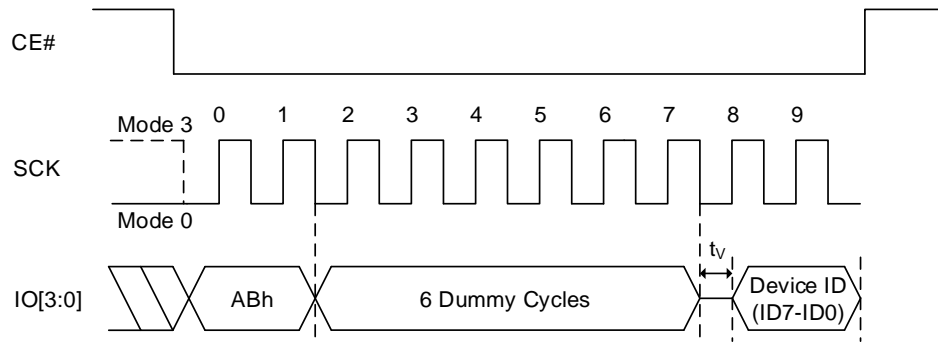 CE#
0 1 2 3 4 5 6 7 8 9
Mode 3
SCK
Mode 0
tV
IO[3:0]
ABh
6 Dummy Cycles
Device ID
(ID7-ID0)